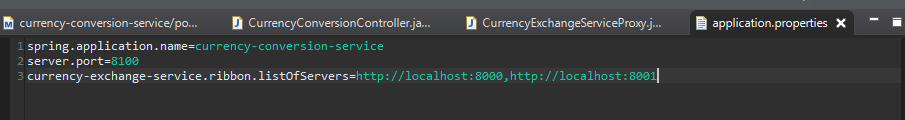 currency-conversion-service/po...
CurrencyConversionController.ja...
CurrencyExchangeServiceProxy.j...
application.properties
1 spring.application.name=currency-conversion-service
2 server.port=8100
3 currency-exchange-service.ribbon.listOfServers=http://localhost:8000,http://localhost:8001